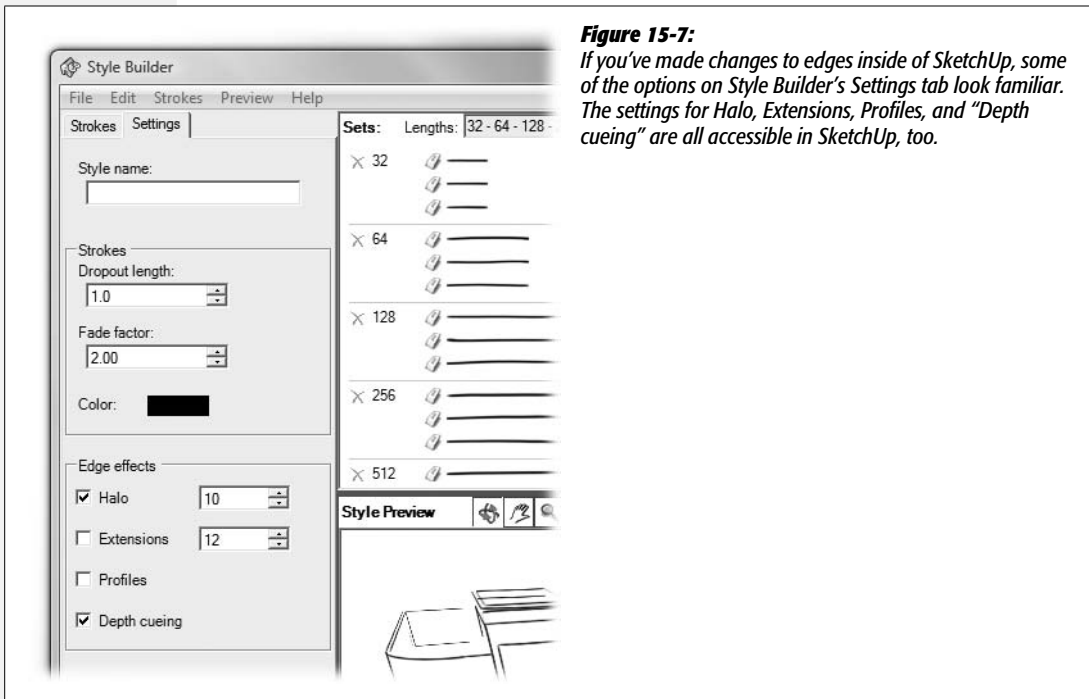 Figure 15-7:
If you've made changes to edges inside of SketchUp, some
of the options on Style Builder's Settings tab look familiar.
The settings for Halo, Extensions, Profiles, and "Depth
cueing" are all accessible in SketchUp, too.
Style Builder
File Edit Strokes Preview Help
Strokes Settings
Style name:
Strokes
Dropout length:
1.0
Fade factor:
2.00
Color:
Edge effects
Halo 10
Extensions 12
Profiles
Depth cueing
Sets: Lengths: 32 - 64 - 128 -
32
64
128
256
512
Style Preview